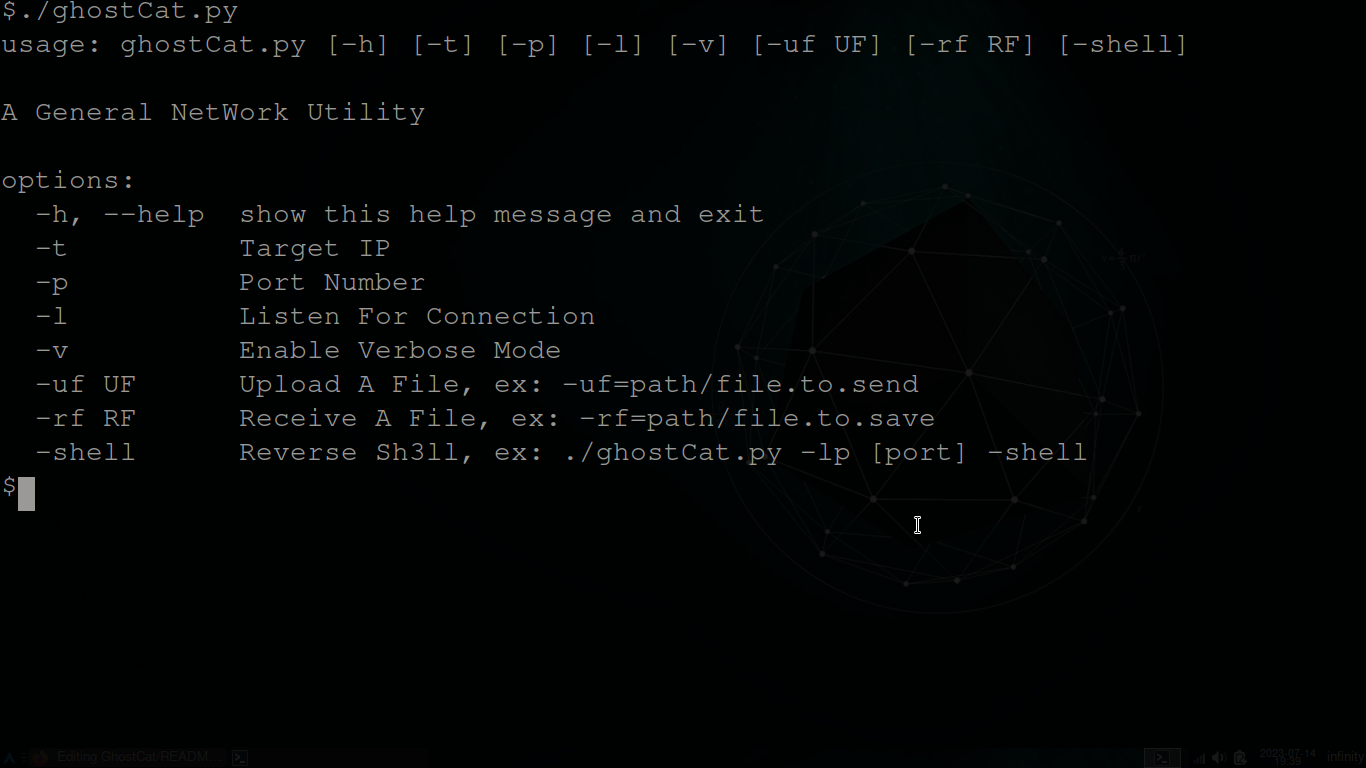 $./ghostCat.py
usage: ghostCat.py [-h] [-t] [-p] [-l] [-v] [-uf UF] [-rf RF] [-shell]
A General NetWork Utility
options:
-h, --help show this help message and exit
-t Target IP
-p Port Number
-l Listen For Connection
-v Enable Verbose Mode
-uf UF Upload A File, ex: -uf=path/file.to.send
-rf RF Receive A File, ex: -rf=path/file.to.save
-shell Reverse Sh3ll, ex: ./ghostCat.py -lp [port] -shell
$
Editing GhostCat/READM... 2023-07-14
infinity